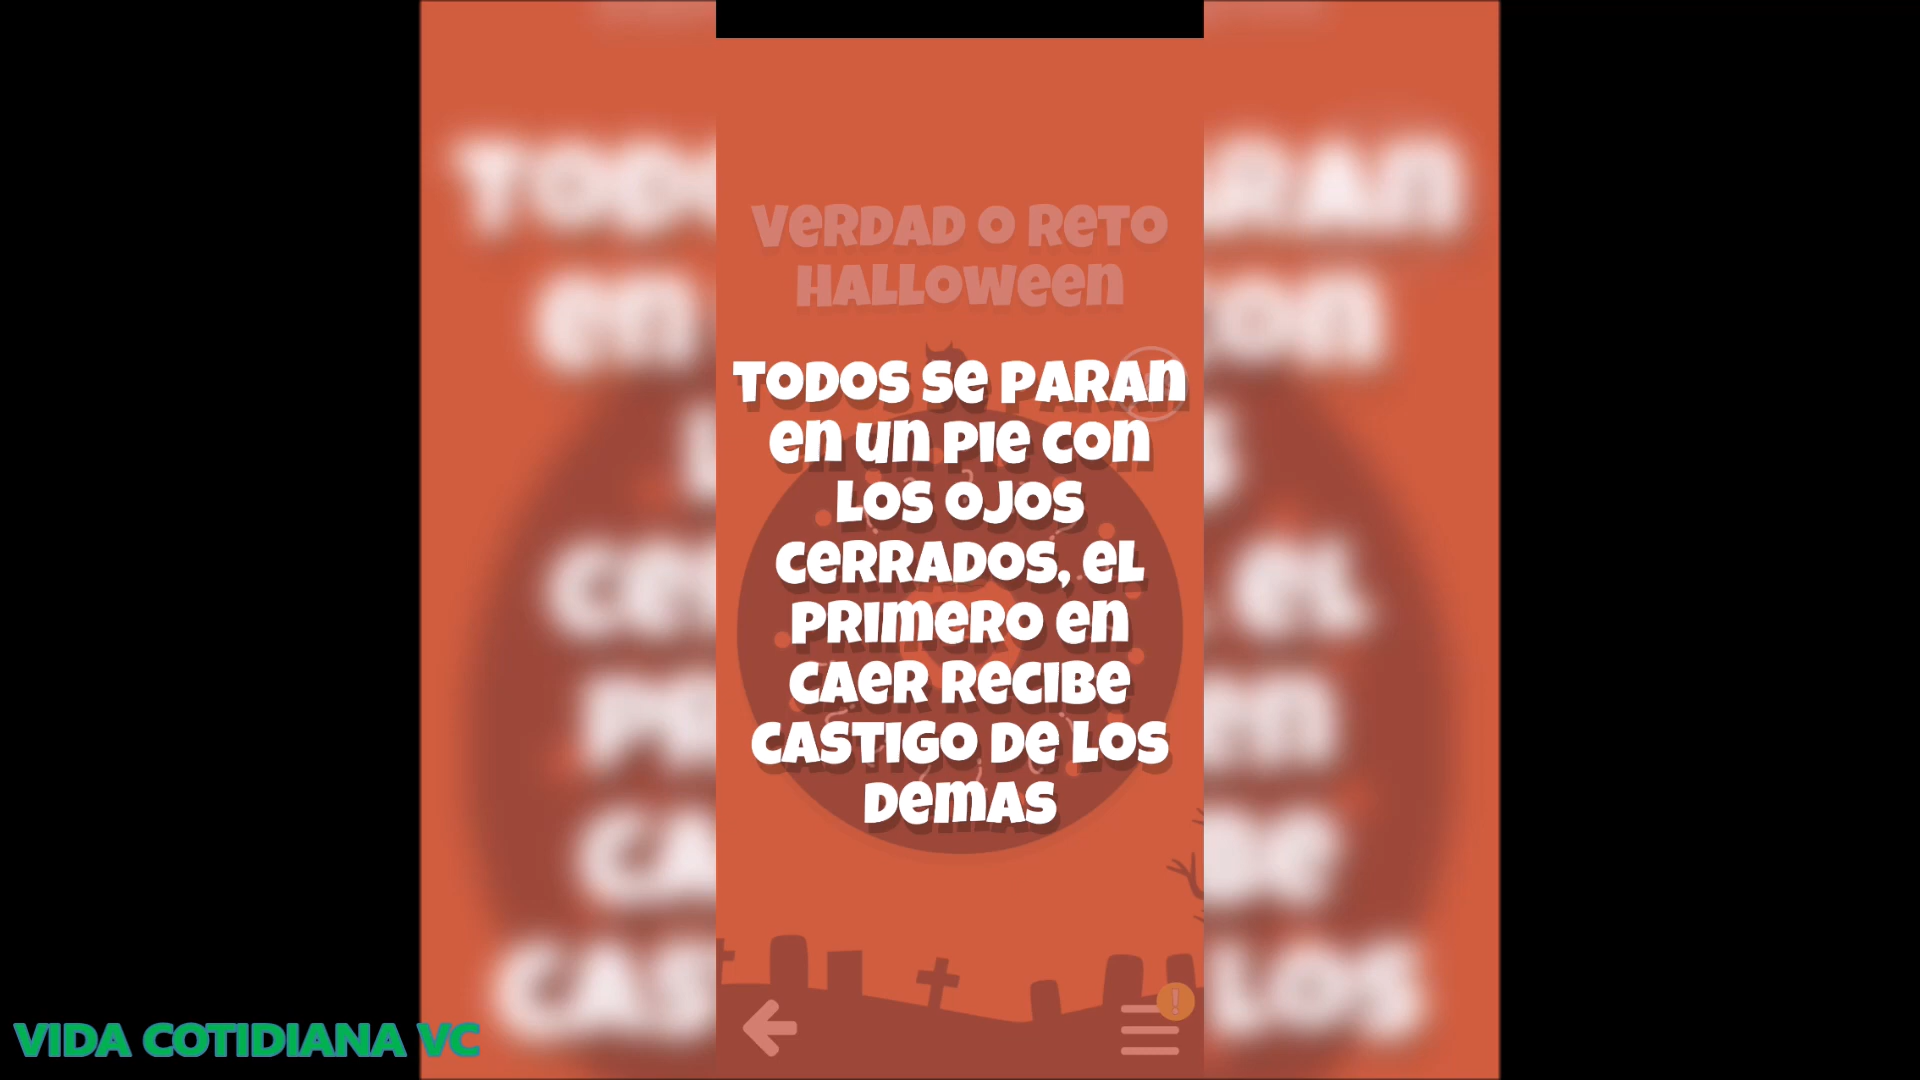 VERDAD O RETO
HALLOWEEN
TODOS SE PARAN
EN UN PIE CON
LOS OJOS
CERRADOS, EL
PRIMERO EN
CAER RECIBE
CASTIGO DE LOS
DEMAS
VIDA COTIDIANA VC